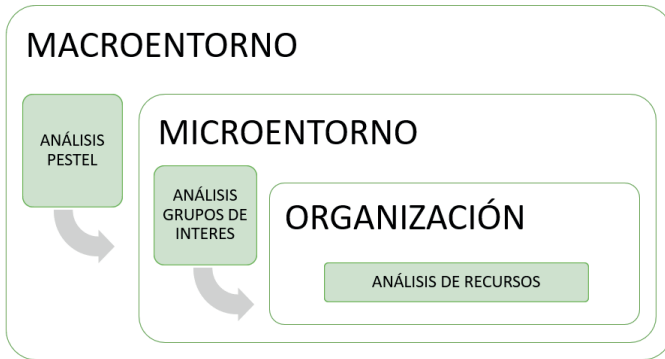 MACROENTORNO
ANÁLISIS
PESTEL
MICROENTORNO
ANÁLISIS
GRUPOS DE
INTERES
ORGANIZACIÓN
ANÁLISIS DE RECURSOS